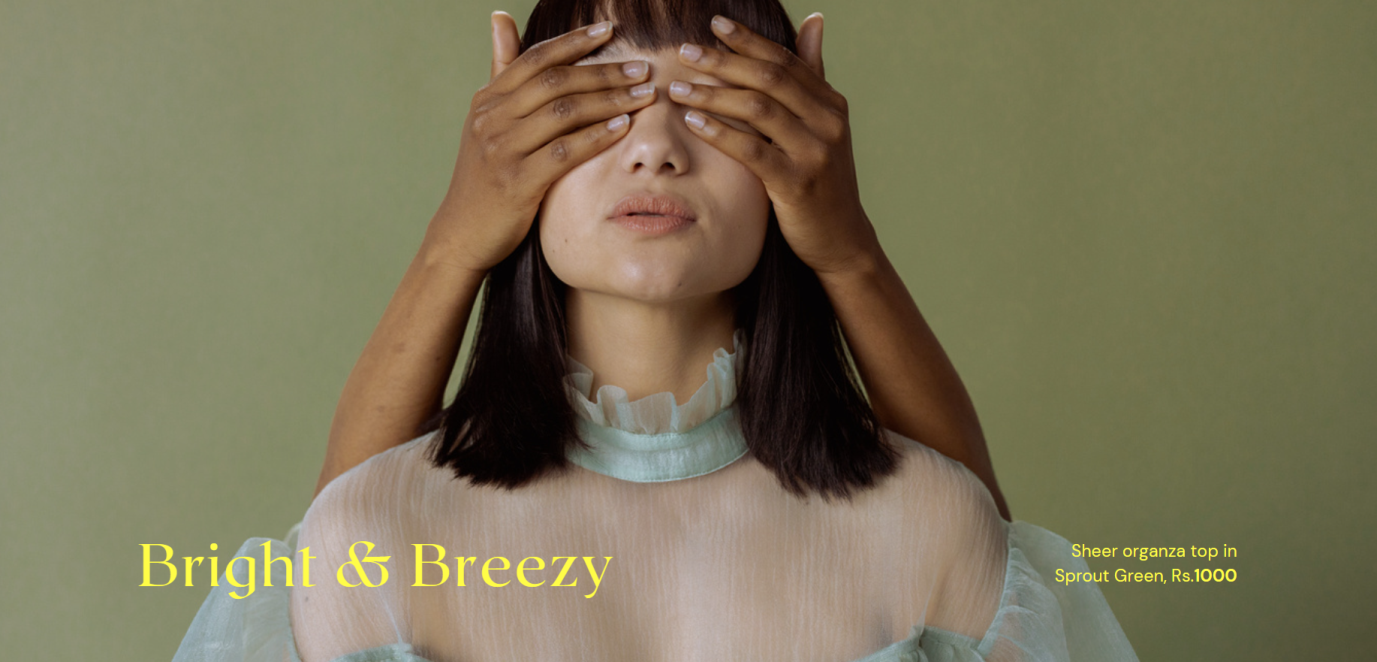 Bright & Breezy
Sheer organza top in
Sprout Green, Rs.1000